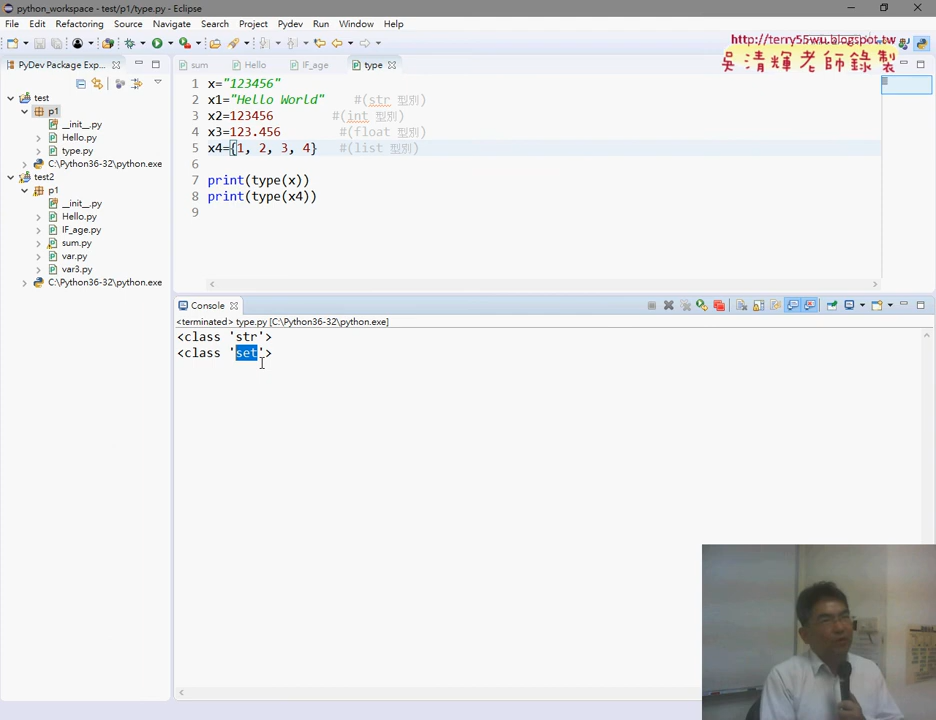 python_workspace - test/p1/type.py - Eclipse
File Edit Refactoring Source Navigate Search Project Pydev Run Window Help
http://terry55wu.blogspot.tw
吳清輝老師錄製
PyDev Package Exp...
sum Hello IF_age type
test
p1
__init__.py
Hello.py
type.py
C:\Python36-32\python.exe
test2
p1
__init__.py
Hello.py
IF_age.py
sum.py
var.py
var3.py
C:\Python36-32\python.exe
1 x="123456"
2 x1="Hello World" #(str 型別)
3 x2=123456 #(int 型別)
4 x3=123.456 #(float 型別)
5 x4={1, 2, 3, 4} #(list 型別)
6
7 print(type(x))
8 print(type(x4))
9
Console
<terminated> type.py [C:\Python36-32\python.exe]
<class 'str'>
<class 'set'>